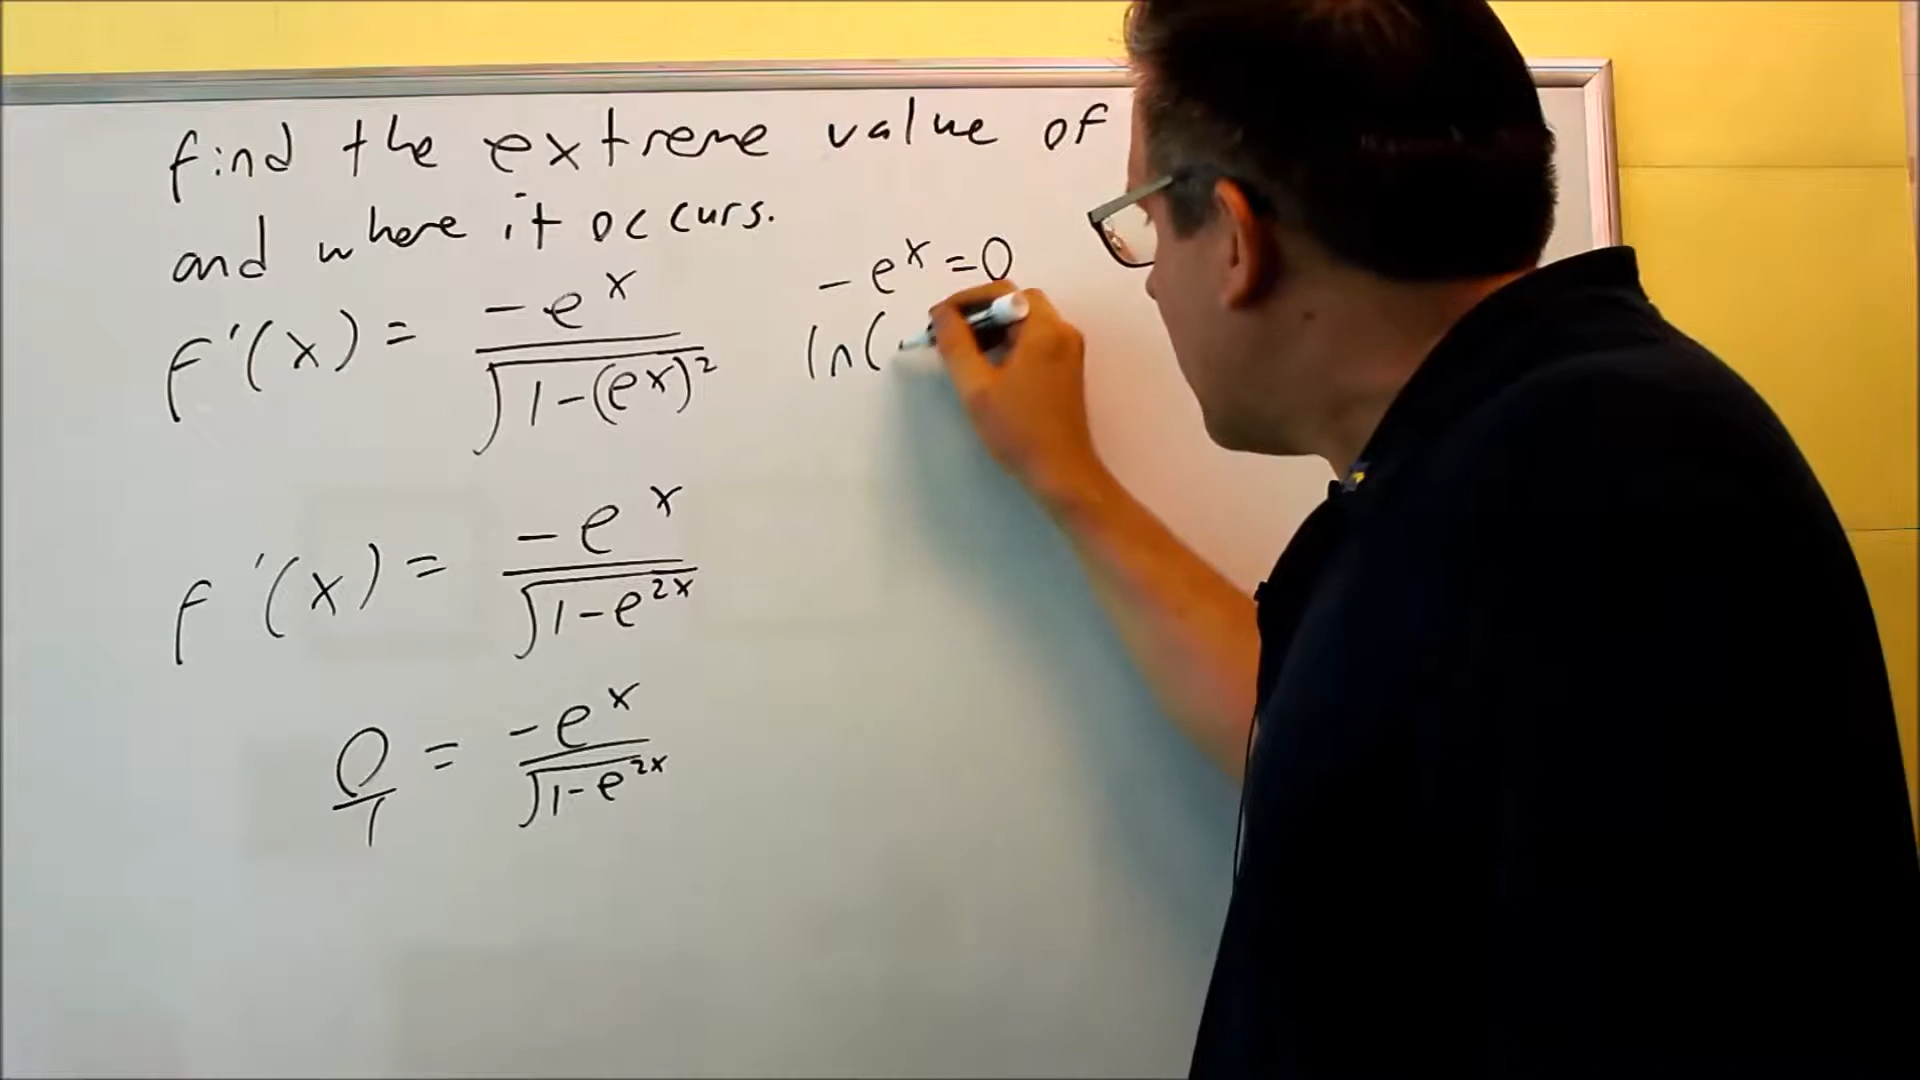 find the extreme value of
and where it occurs.
f'(x) = -e^x / √(1-(e^x)^2)
-e^x = 0
ln(
f'(x) = -e^x / √(1-e^{2x})
0/1 = -e^x / √(1-e^{2x})